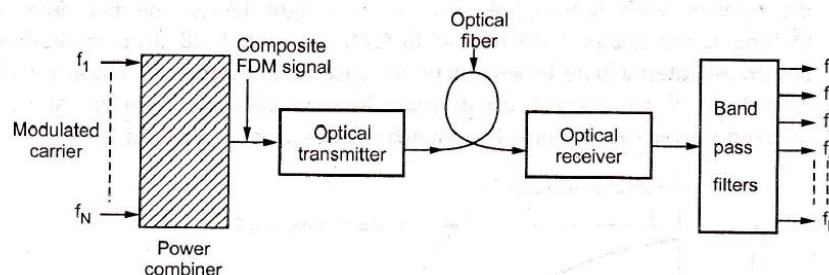 f1
Modulated
carrier
fN
Power
combiner
Composite
FDM signal
Optical
transmitter
Optical
fiber
Optical
receiver
Band
pass
filters
f
f
f
f
f